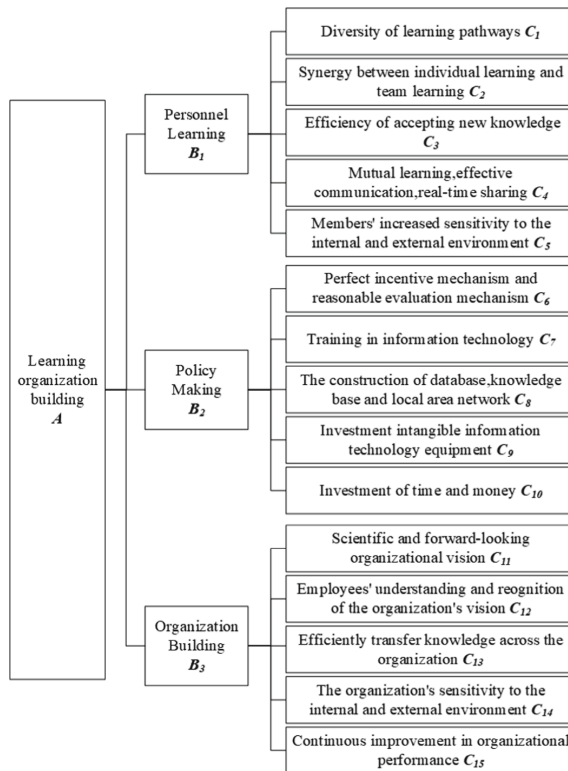 Learning
organization
building
A
Personnel
Learning
B1
Policy
Making
B2
Organization
Building
B3
Diversity of learning pathways C1
Synergy between individual learning and
team learning C2
Efficiency of accepting new knowledge
C3
Mutual learning,effective
communication,real-time sharing C4
Members' increased sensitivity to the
internal and external environment C5
Perfect incentive mechanism and
reasonable evaluation mechanism C6
Training in information technology C7
The construction of database,knowledge
base and local area network C8
Investment intangible information
technology equipment C9
Investment of time and money C10
Scientific and forward-looking
organizational vision C11
Employees' understanding and reognition
of the organization's vision C12
Efficiently transfer knowledge across the
organization C13
The organization's sensitivity to the
internal and external environment C14
Continuous improvement in organizational
performance C15